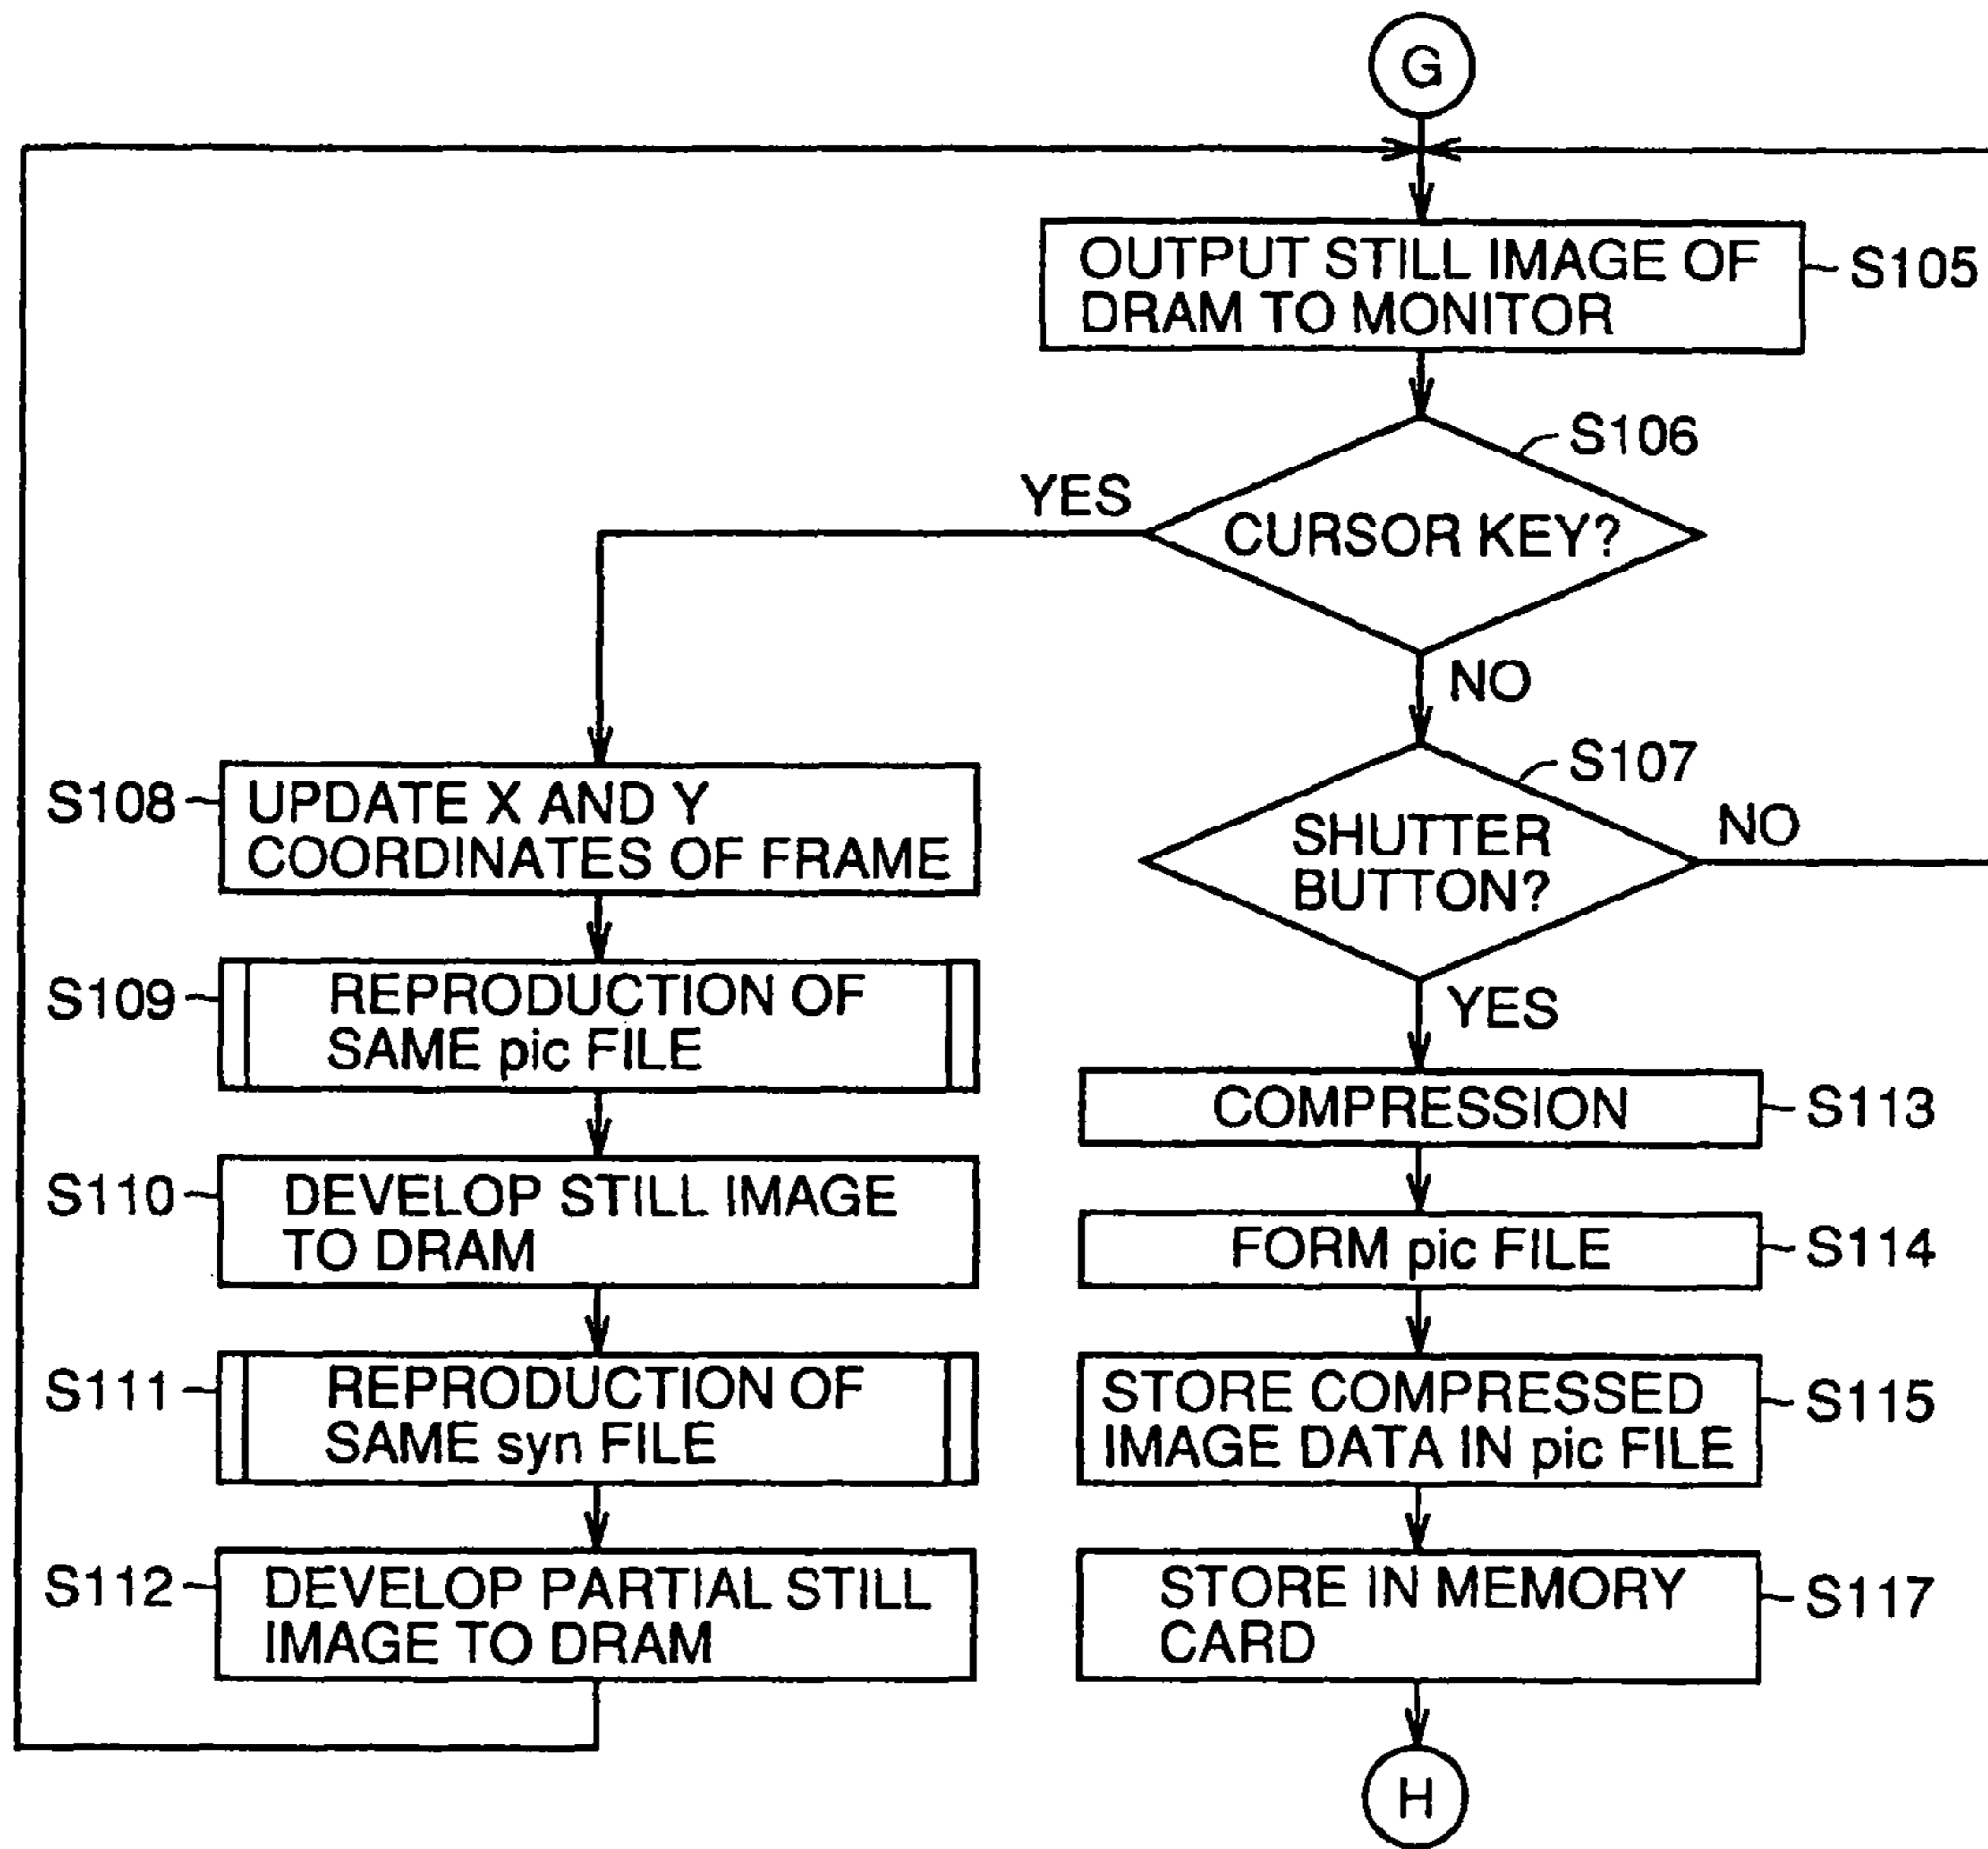 G
OUTPUT STILL IMAGE OF
DRAM TO MONITOR
S105
S106
YES
CURSOR KEY?
NO
S107
SHUTTER
BUTTON?
NO
YES
S108
UPDATE X AND Y
COORDINATES OF FRAME
S109
REPRODUCTION OF
SAME pic FILE
S110
DEVELOP STILL IMAGE
TO DRAM
S111
REPRODUCTION OF
SAME syn FILE
S112
DEVELOP PARTIAL STILL
IMAGE TO DRAM
COMPRESSION
S113
FORM pic FILE
S114
STORE COMPRESSED
IMAGE DATA IN pic FILE
S115
STORE IN MEMORY
CARD
S117
H